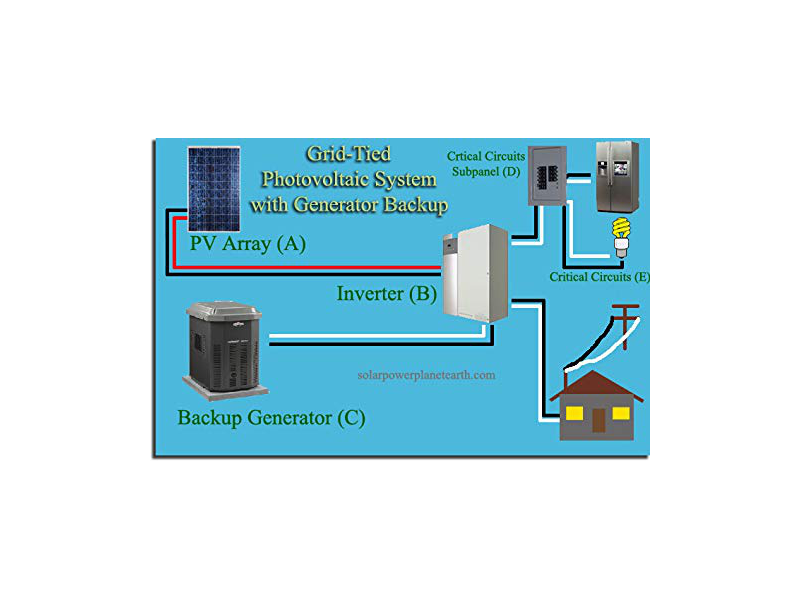 Grid-Tied
Photovoltaic System
with Generator Backup
Crtical Circuits
Subpanel (D)
PV Array (A)
Critical Circuits (E)
Inverter (B)
solarpowerplanetearth.com
Backup Generator (C)